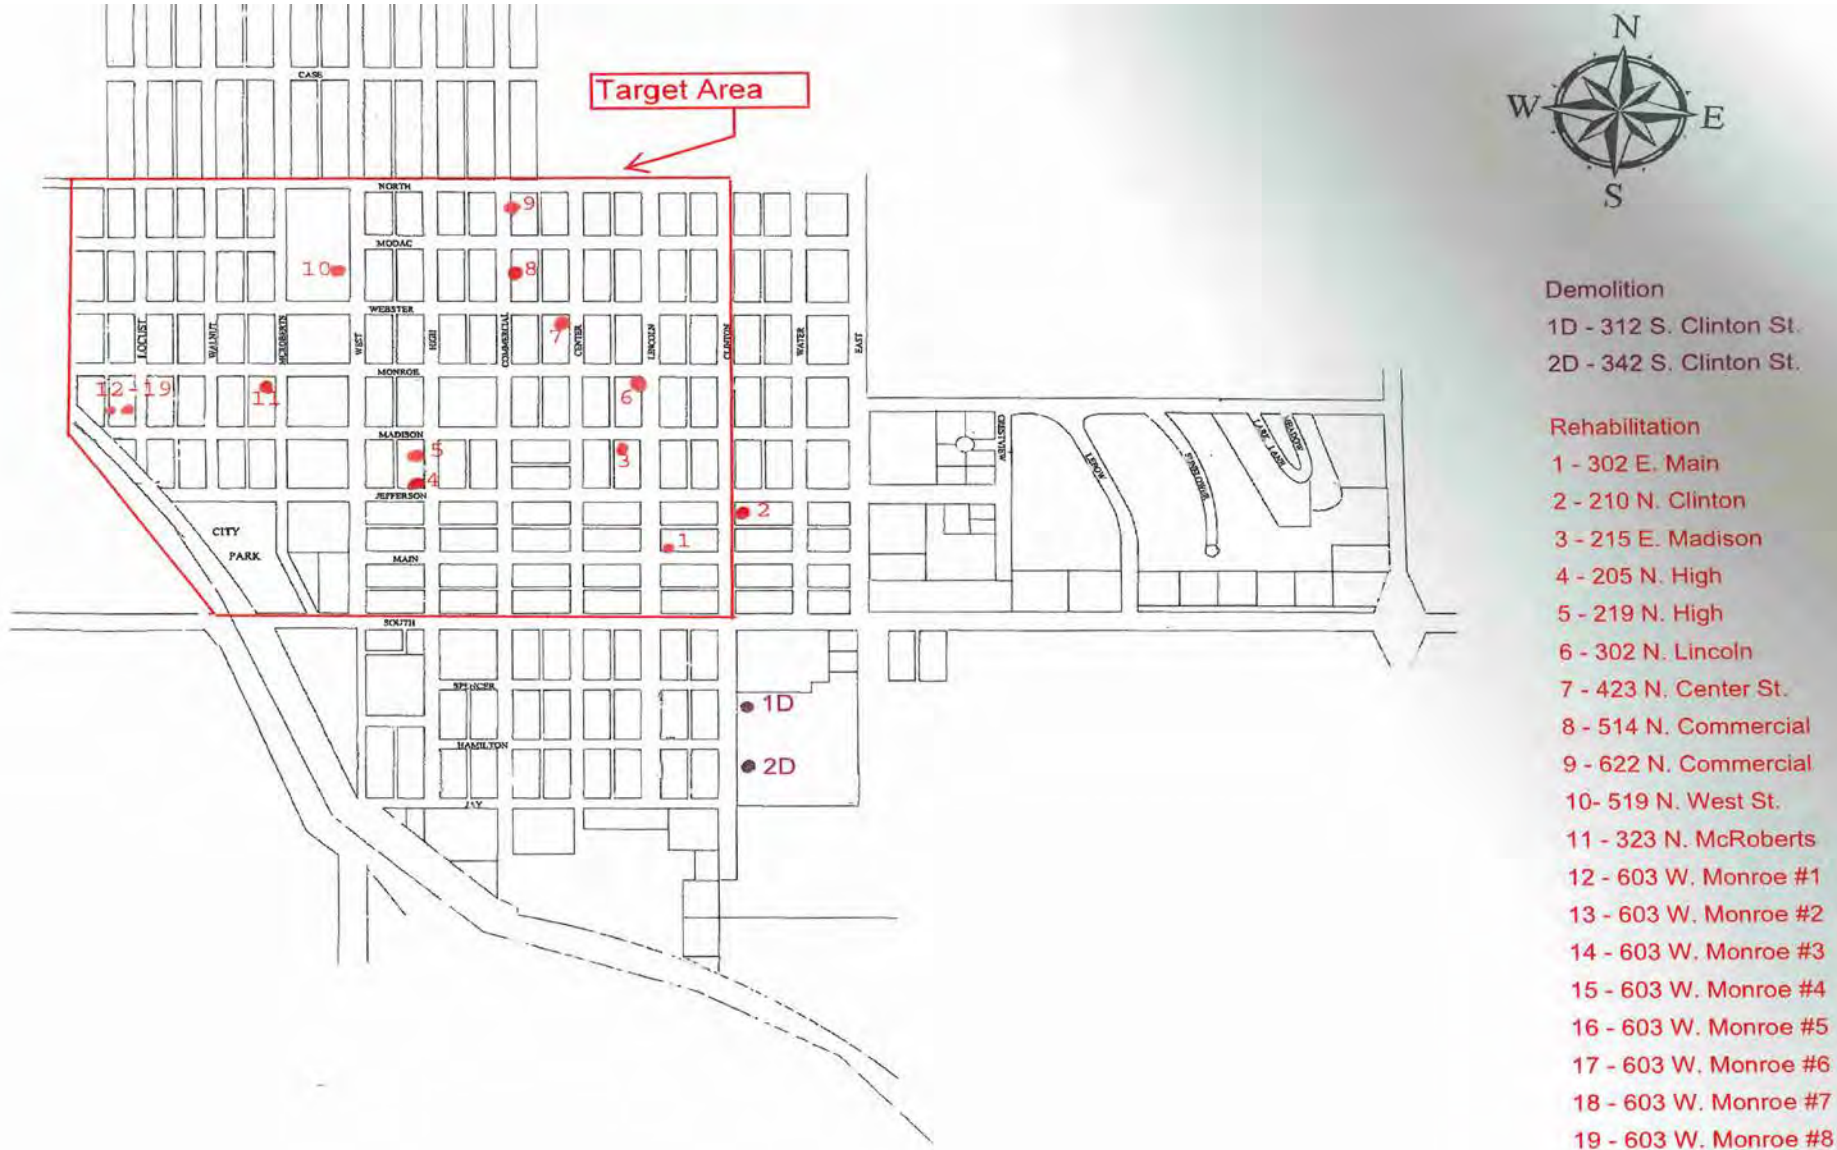 CASE
Target Area
N
W
E
S
NORTH
9
MODAC
10
8
WEBSTER
LOCUST
WALNUT
MCROBERTS
WEST
HIGH
COMMERCIAL
7
CENTER
LINCOLN
CLINTON
WATER
EAST
MONROE
12-19
11
6
MADISON
5
3
4
JEFFERSON
2
CITY
PARK
1
MAIN
SOUTH
CRESTVIEW
SHADOW
LAKE LANE
SPENCER
1D
HAMILTON
2D
JAY
Demolition
1D - 312 S. Clinton St.
2D - 342 S. Clinton St.
Rehabilitation
1 - 302 E. Main
2 - 210 N. Clinton
3 - 215 E. Madison
4 - 205 N. High
5 - 219 N. High
6 - 302 N. Lincoln
7 - 423 N. Center St.
8 - 514 N. Commercial
9 - 622 N. Commercial
10- 519 N. West St.
11 - 323 N. McRoberts
12 - 603 W. Monroe #1
13 - 603 W. Monroe #2
14 - 603 W. Monroe #3
15 - 603 W. Monroe #4
16 - 603 W. Monroe #5
17 - 603 W. Monroe #6
18 - 603 W. Monroe #7
19 - 603 W. Monroe #8